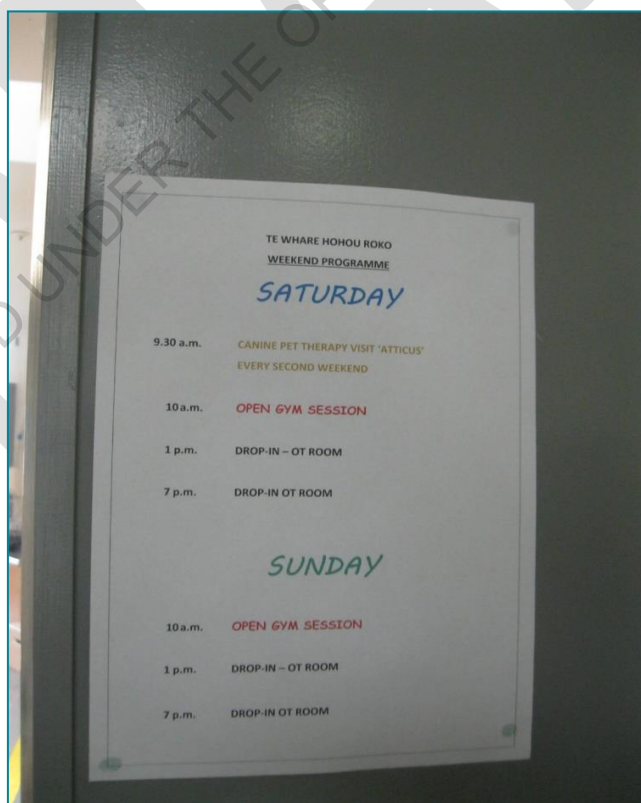 D UNDER THE O
TE WHARE HOHOU ROKO
WEEKEND PROGRAMME
SATURDAY
9.30 a.m. CANINE PET THERAPY VISIT 'ATTICUS'
EVERY SECOND WEEKEND
10 a.m. OPEN GYM SESSION
1 p.m. DROP-IN – OT ROOM
7 p.m. DROP-IN OT ROOM
SUNDAY
10 a.m. OPEN GYM SESSION
1 p.m. DROP-IN – OT ROOM
7 p.m. DROP-IN OT ROOM